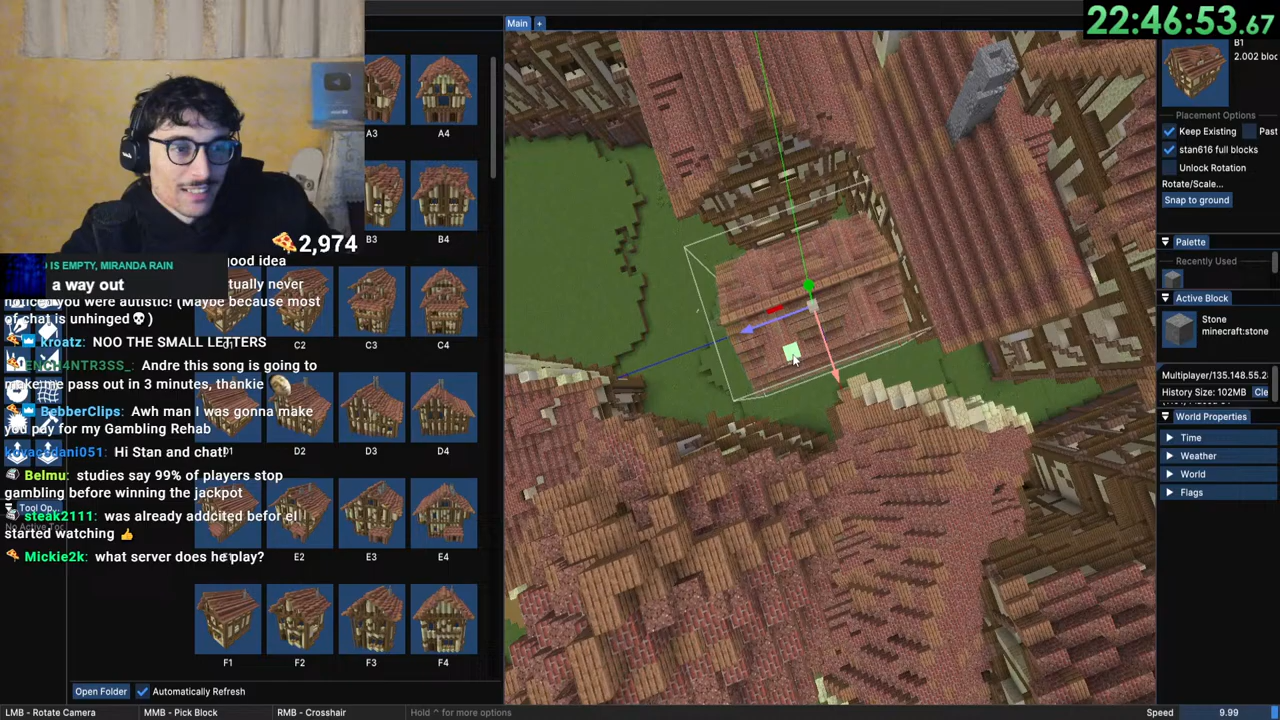 Main +
22:46:53.67
B1
2.002 bloc
Placement Options
Keep Existing Past
stan616 full blocks
Unlock Rotation
Rotate/Scale...
Snap to ground
Palette
Recently Used
Active Block
Stone
minecraft:stone
Multiplayer/135.148.55.2
History Size: 102MB Cle
World Properties
Time
Weather
World
Flags
A3 A4
B3 B4
C2 C3 C4
D1 D2 D3 D4
E3 E4
F1 F2 F3 F4
2,974
IS EMPTY, MIRANDA RAIN
a way out
good idea
tually never
noticed you were autistic! (Maybe because most
of chat is unhinged💀)
kroatz: NOO THE SMALL LETTERS
ENCH4NTR3SS_: Andre this song is going to
make me pass out in 3 minutes, thankie
BebberClips: Awh man I was gonna make
you pay for my Gambling Rehab
kovacadani051: Hi Stan and chat!
Belmu: studies say 99% of players stop
gambling before winning the jackpot
steak2111: was already addcited before I
started watching 👍
Mickie2k: what server does he play?
Tool Op..
Open Folder Automatically Refresh
LMB - Rotate Camera MMB - Pick Block RMB - Crosshair Hold ^ for more options
Speed 9.99